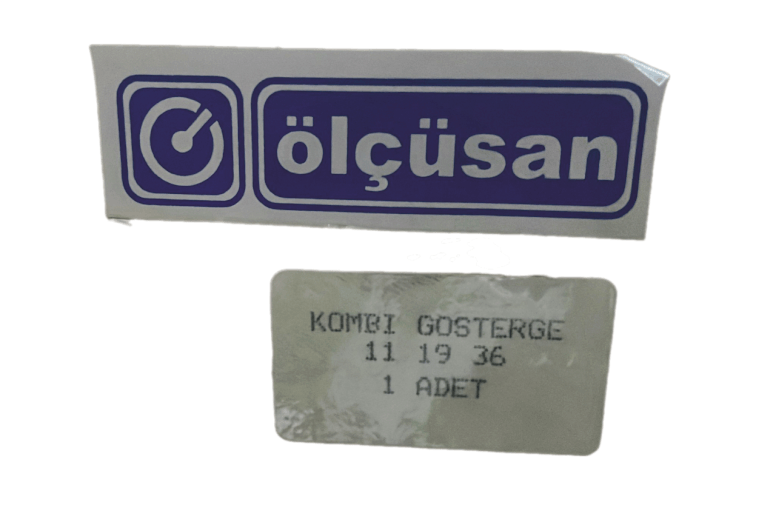 ölçüsan
KOMBI GOSTERGE
11 19 36
1 ADET